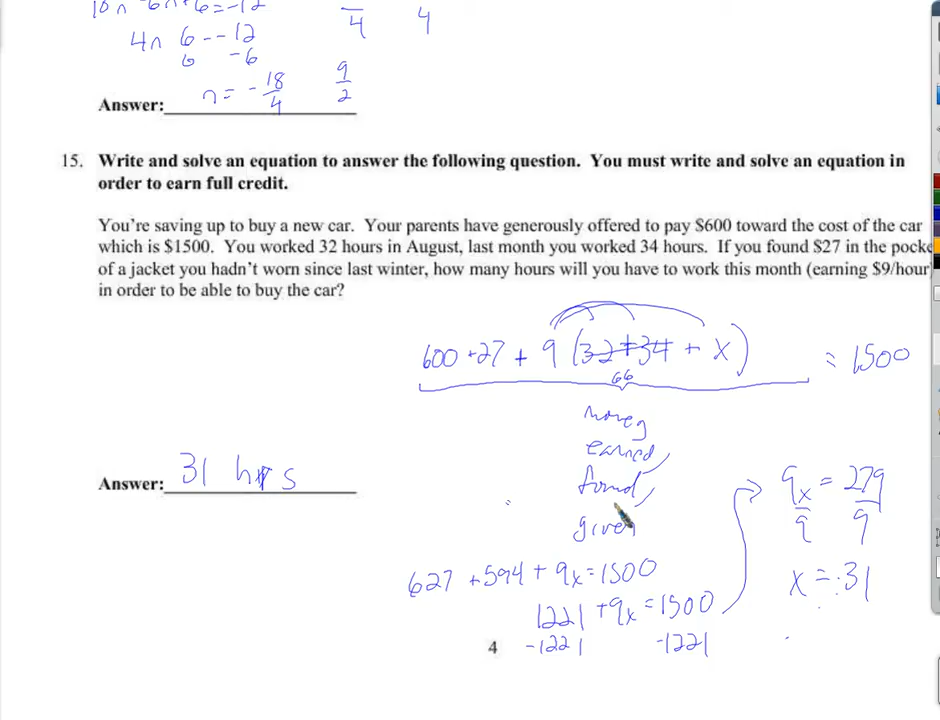 10n -6n +6 = -12
4
4
4n 6 - - 12
6 -6
n = - 18/4
9/2
Answer:
15. Write and solve an equation to answer the following question. You must write and solve an equation in
order to earn full credit.
You're saving up to buy a new car. Your parents have generously offered to pay $600 toward the cost of the car
which is $1500. You worked 32 hours in August, last month you worked 34 hours. If you found $27 in the pocke
of a jacket you hadn't worn since last winter, how many hours will you have to work this month (earning $9/hour)
in order to be able to buy the car?
600 +27 + 9 (32+34 + x) = 1500
66
money
earned,
found,
given
Answer: 31 hrs
627 +594 + 9x = 1500
1221 +9x = 1500
-1221 -1221
9x = 279
9 9
x = 31
4